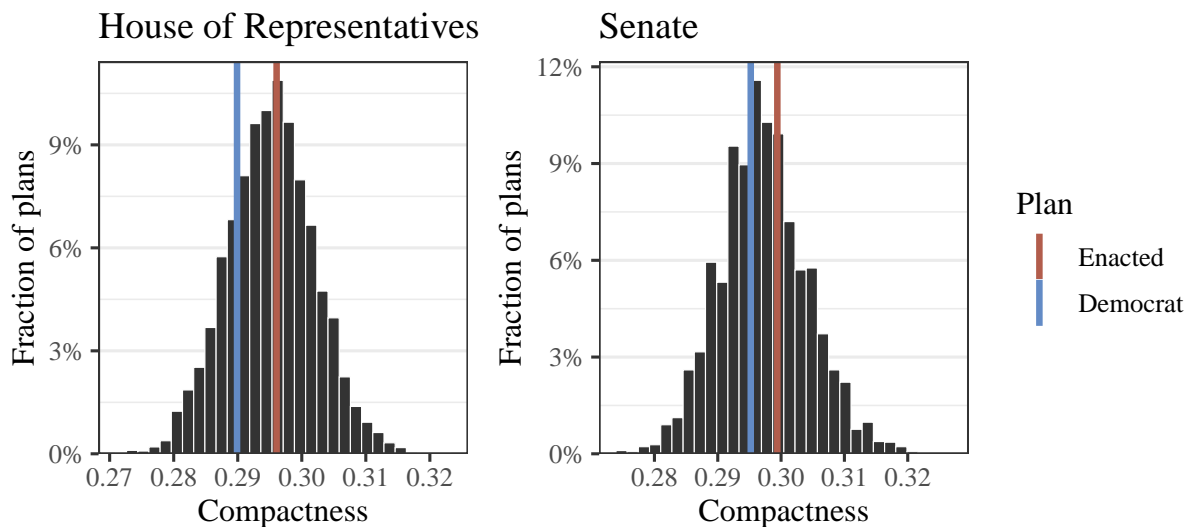 House of Representatives
Fraction of plans
9%
6%
3%
0%
0.27 0.28 0.29 0.30 0.31 0.32
Compactness
Senate
Fraction of plans
12%
9%
6%
3%
0%
0.28 0.29 0.30 0.31 0.32
Compactness
Plan
Enacted
Democrat